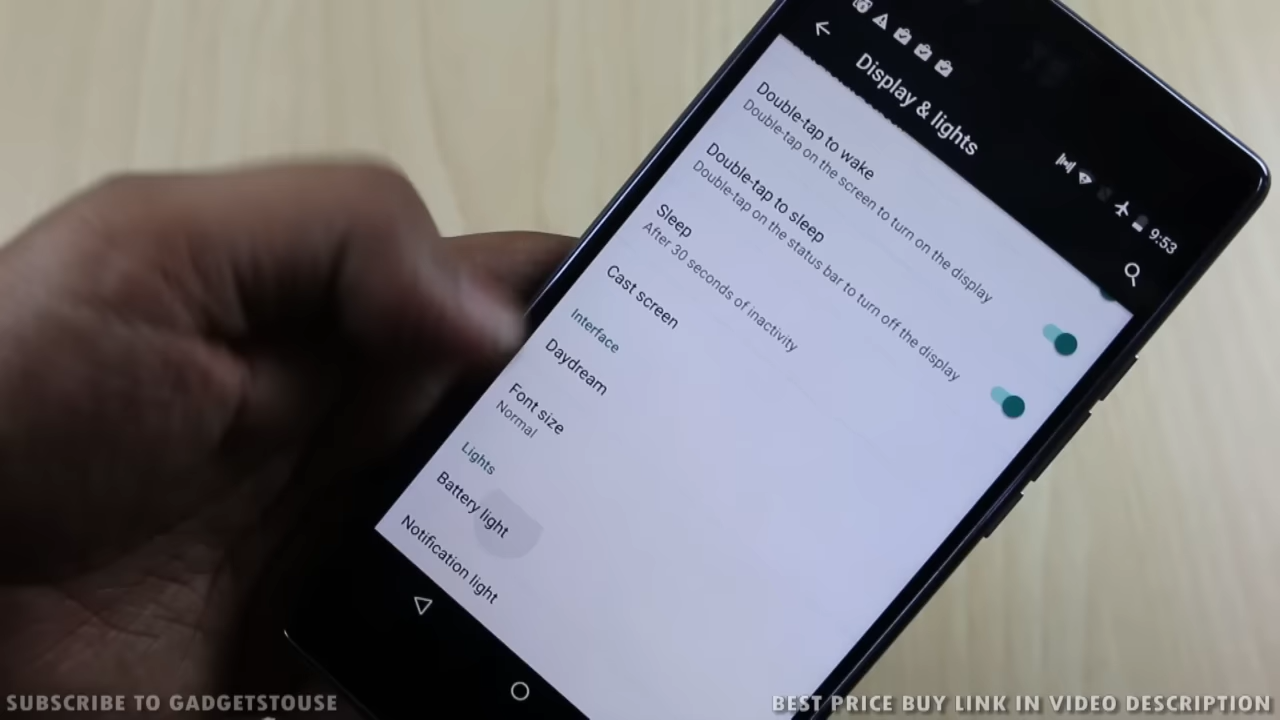 9:53
Display & lights
Double-tap to wake
Double-tap on the screen to turn on the display
Double-tap to sleep
Double-tap on the status bar to turn off the display
Sleep
After 30 seconds of inactivity
Cast screen
Interface
Daydream
Font size
Normal
Lights
Battery light
Notification light
SUBSCRIBE TO GADGETSTOUSE
BEST PRICE BUY LINK IN VIDEO DESCRIPTION